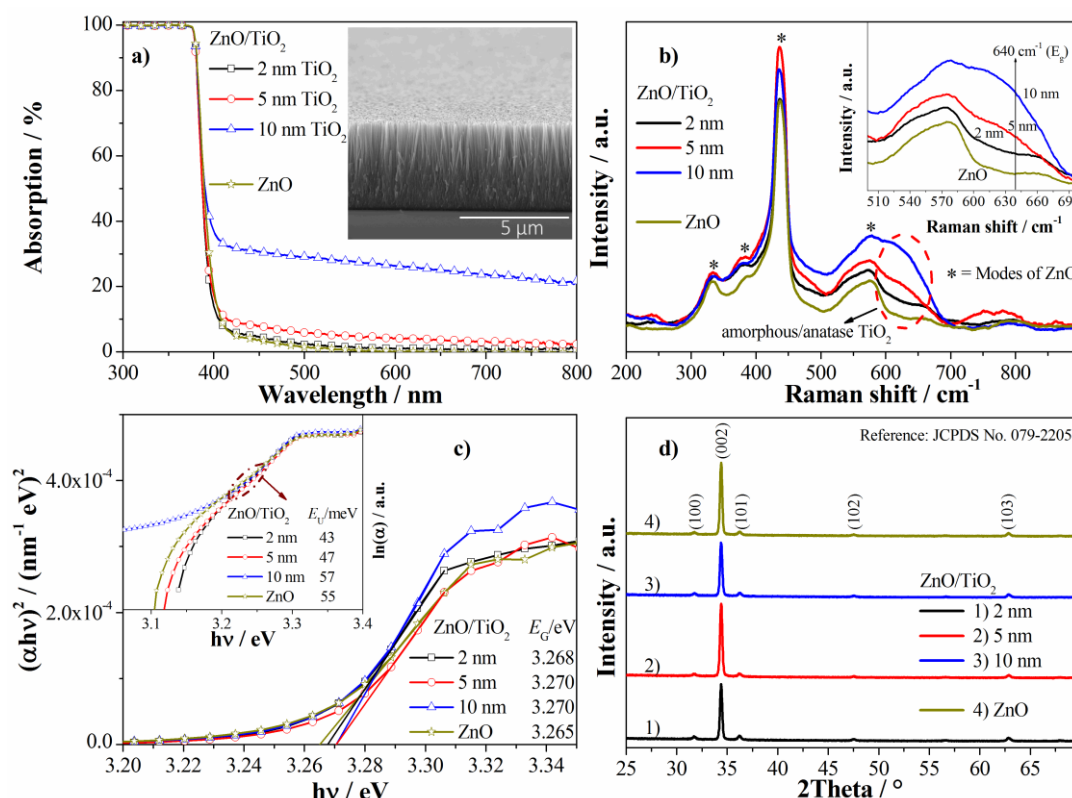 a)
ZnO/TiO₂
2 nm TiO₂
5 nm TiO₂
10 nm TiO₂
ZnO
5 µm
100
80
60
40
20
0
300 400 500 600 700 800
Absorption / %
Wavelength / nm
b)
ZnO/TiO₂
2 nm
5 nm
10 nm
ZnO
* * * *
640 cm⁻¹ (E_g)
10 nm
2 nm 5 nm
ZnO
Intensity / a.u.
510 540 570 600 630 660 69
Raman shift / cm⁻¹
* = Modes of ZnO
amorphous/anatase TiO₂
Intensity / a.u.
200 300 400 500 600 700 800
Raman shift / cm⁻¹
c)
ZnO/TiO₂ E_U/meV
2 nm 43
5 nm 47
10 nm 57
ZnO 55
ln(α) / a.u.
3.1 3.2 3.3 3.4
hν / eV
ZnO/TiO₂ E_G/eV
2 nm 3.268
5 nm 3.270
10 nm 3.270
ZnO 3.265
(αhν)² / (nm⁻¹ eV)²
4.0x10⁻⁴
2.0x10⁻⁴
0.0
3.20 3.22 3.24 3.26 3.28 3.30 3.32 3.34
hν / eV
d)
Reference: JCPDS No. 079-2205
(100) (002) (101) (102) (103)
4)
3)
2)
1)
ZnO/TiO₂
1) 2 nm
2) 5 nm
3) 10 nm
4) ZnO
Intensity / a.u.
25 30 35 40 45 50 55 60 65
2Theta / °